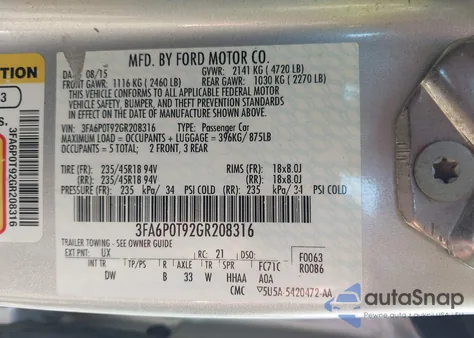 MFD. BY FORD MOTOR CO.
08/15
GVWR: 2141 KG ( 4720 LB)
FRONT GAWR: 1116 KG ( 2460 LB)
REAR GAWR: 1030 KG ( 2270 LB)
THIS VEHICLE CONFORMS TO ALL APPLICABLE FEDERAL MOTOR
VEHICLE SAFETY, BUMPER, AND THEFT PREVENTION STANDARDS
IN EFFECT ON THE DATE OF MANUFACTURE SHOWN ABOVE.
VIN: 3FA6P0T92GR208316 TYPE: Passenger Car
MAXIMUM LOAD = OCCUPANTS + LUGGAGE = 396KG/ 875LB
OCCUPANTS = 5 TOTAL: 2 FRONT, 3 REAR
TIRE (FR): 235/45R18 94V RIMS (FR): 18x8.0J
TIRE (RR): 235/45R18 94V (RR): 18x8.0J
PRESSURE (FR): 235 kPa/ 34 PSI COLD (RR): 235 kPa/ 34 PSI COLD
3FA6P0T92GR208316
TRAILER TOWING - SEE OWNER GUIDE
EXT PNT: UX RC: 21 DSO: F0063
R0086
INT TR TP/PS R AXLE TR FC71C
DW B 33 W HHAA A0A
CMC 5U5A-5420472-AA
3FA6P0T92GR208316
TION
3
S.
autoSnap